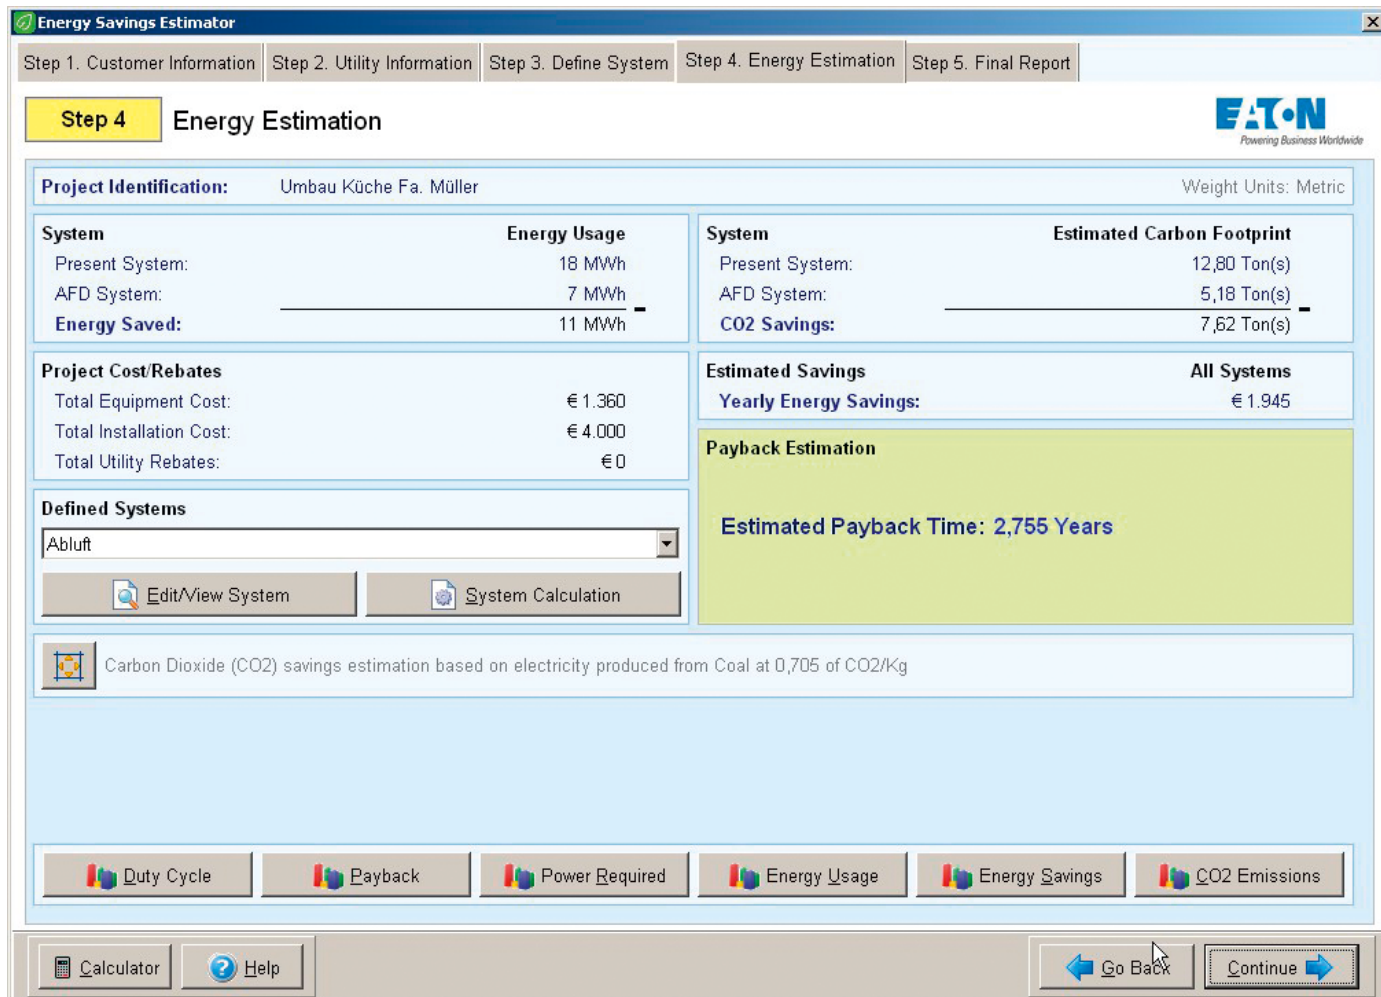 Energy Savings Estimator
Step 1. Customer Information Step 2. Utility Information Step 3. Define System Step 4. Energy Estimation Step 5. Final Report
Step 4 Energy Estimation
EATON
Powering Business Worldwide
Project Identification: Umbau Küche Fa. Müller Weight Units: Metric
System Energy Usage
Present System: 18 MWh
AFD System: 7 MWh
Energy Saved: 11 MWh
System Estimated Carbon Footprint
Present System: 12,80 Ton(s)
AFD System: 5,18 Ton(s)
CO2 Savings: 7,62 Ton(s)
Project Cost/Rebates
Total Equipment Cost: € 1.360
Total Installation Cost: € 4.000
Total Utility Rebates: € 0
Estimated Savings All Systems
Yearly Energy Savings: € 1.945
Payback Estimation
Estimated Payback Time: 2,755 Years
Defined Systems
Abluft
Edit/View System System Calculation
Carbon Dioxide (CO2) savings estimation based on electricity produced from Coal at 0,705 of CO2/Kg
Duty Cycle Payback Power Required Energy Usage Energy Savings CO2 Emissions
Calculator Help Go Back Continue